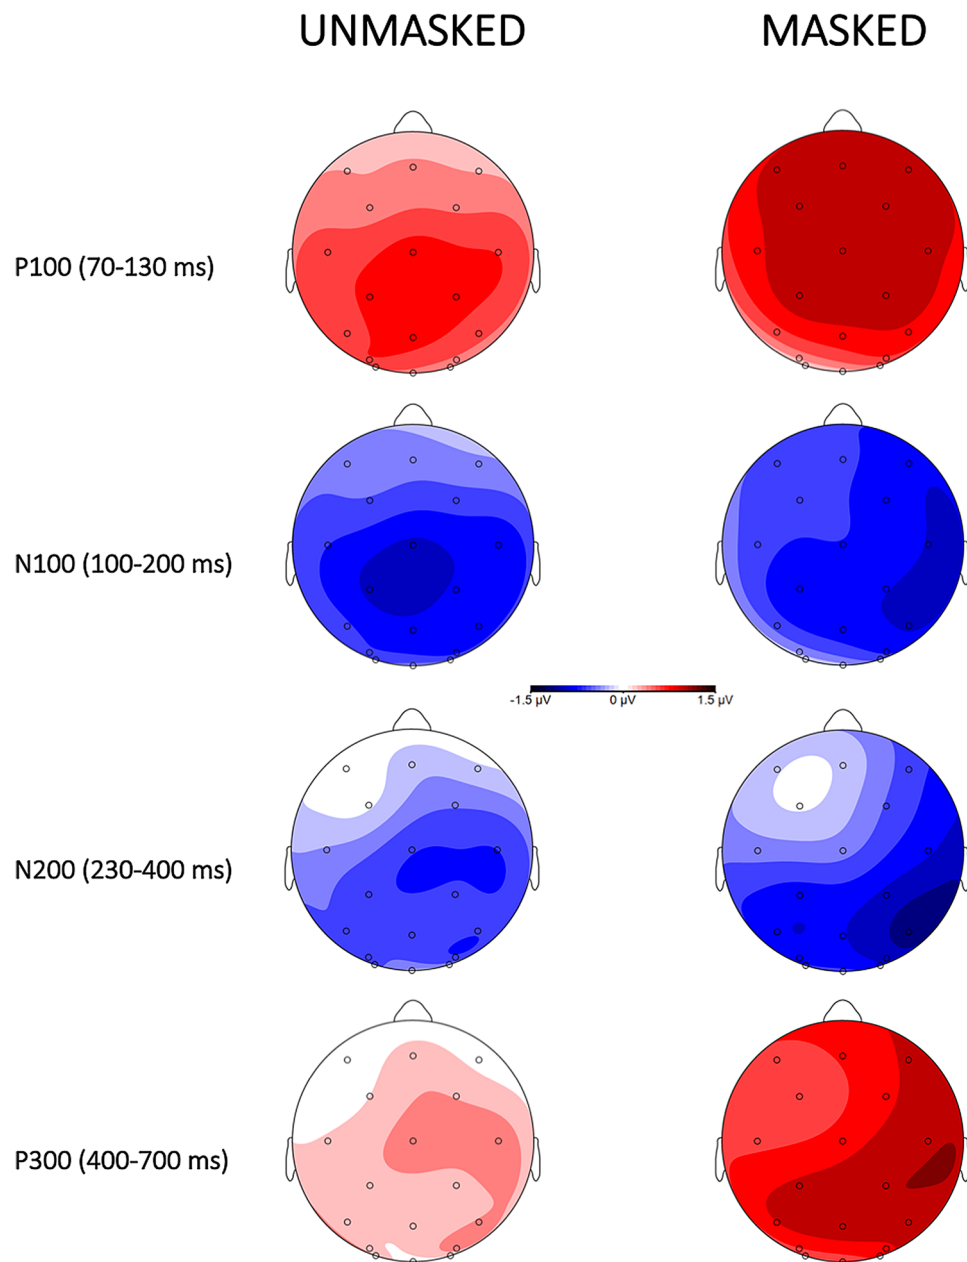 UNMASKED MASKED
P100 (70-130 ms)
N100 (100-200 ms)
-1.5 µV 0 µV 1.5 µV
N200 (230-400 ms)
P300 (400-700 ms)